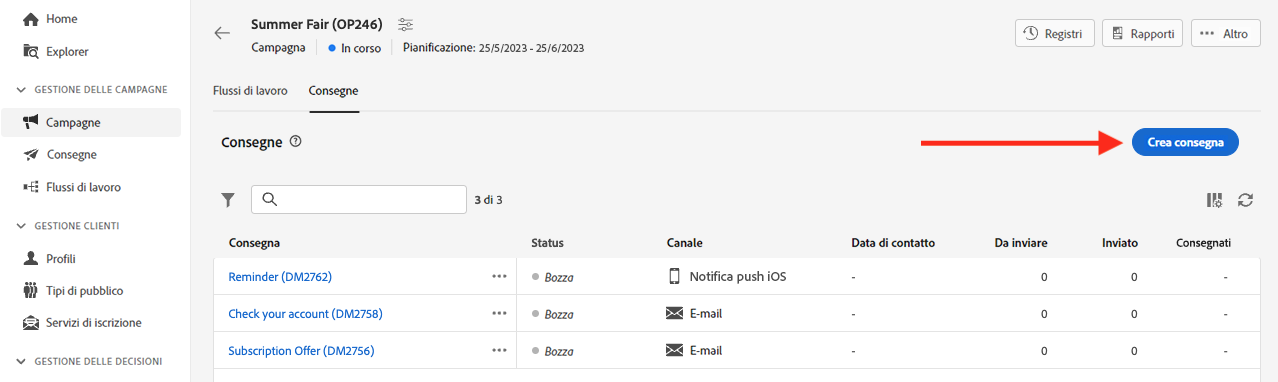 Home
Explorer
GESTIONE DELLE CAMPAGNE
Campagne
Consegne
Flussi di lavoro
GESTIONE CLIENTI
Profili
Tipi di pubblico
Servizi di iscrizione
GESTIONE DELLE DECISIONI
Summer Fair (OP246)
Campagna In corso Pianificazione: 25/5/2023 - 25/6/2023
Registri Rapporti Altro
Flussi di lavoro Consegne
Consegne
Crea consegna
3 di 3
Consegna Status Canale Data di contatto Da inviare Inviato Consegnati
Reminder (DM2762) Bozza Notifica push iOS - 0 0 -
Check your account (DM2758) Bozza E-mail - 0 0 -
Subscription Offer (DM2756) Bozza E-mail - 0 0 -